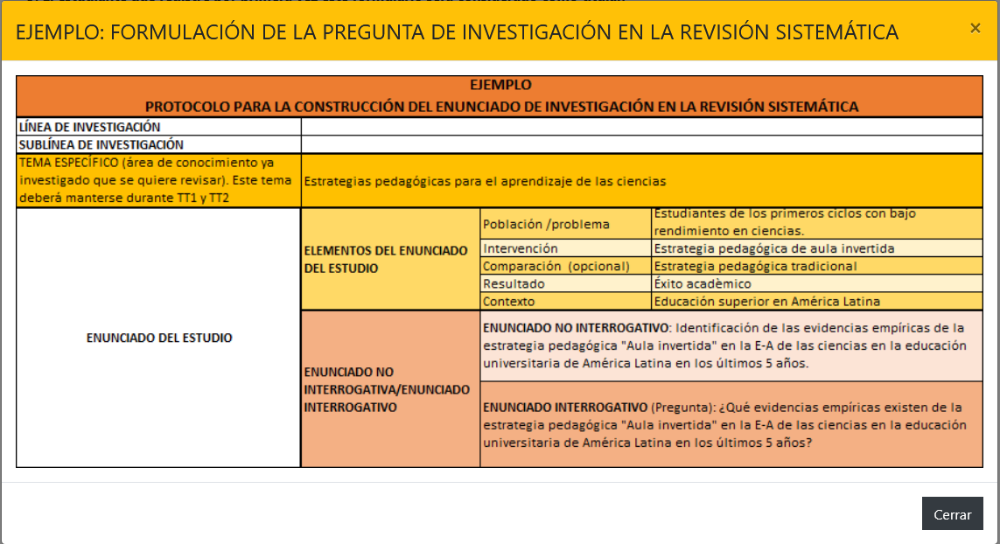 EJEMPLO: FORMULACIÓN DE LA PREGUNTA DE INVESTIGACIÓN EN LA REVISIÓN SISTEMÁTICA
×
EJEMPLO
PROTOCOLO PARA LA CONSTRUCCIÓN DEL ENUNCIADO DE INVESTIGACIÓN EN LA REVISIÓN SISTEMÁTICA
LÍNEA DE INVESTIGACIÓN
SUBLÍNEA DE INVESTIGACIÓN
TEMA ESPECÍFICO (área de conocimiento ya
investigado que se quiere revisar). Este tema
deberá manterse durante TT1 y TT2
Estrategias pedagógicas para el aprendizaje de las ciencias
ENUNCIADO DEL ESTUDIO
ELEMENTOS DEL ENUNCIADO
DEL ESTUDIO
Población /problema
Estudiantes de los primeros ciclos con bajo
rendimiento en ciencias.
Intervención
Estrategia pedagógica de aula invertida
Comparación (opcional)
Estrategia pedagógica tradicional
Resultado
Éxito acadèmico
Contexto
Educación superior en América Latina
ENUNCIADO NO
INTERROGATIVA/ENUNCIADO
INTERROGATIVO
ENUNCIADO NO INTERROGATIVO: Identificación de las evidencias empíricas de la
estrategia pedagógica "Aula invertida" en la E-A de las ciencias en la educación
universitaria de América Latina en los últimos 5 años.
ENUNCIADO INTERROGATIVO (Pregunta): ¿Qué evidencias empíricas existen de la
estrategia pedagógica "Aula invertida" en la E-A de las ciencias en la educación
universitaria de América Latina en los últimos 5 años?
Cerrar